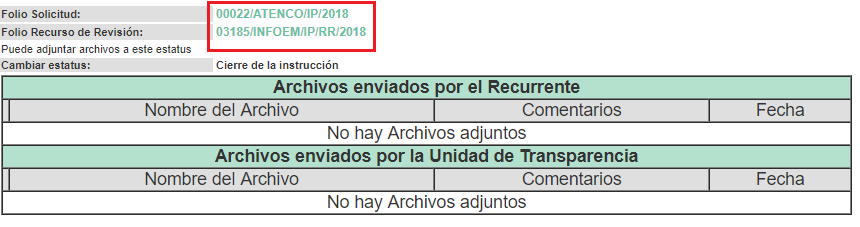 Folio Solicitud: 00022/ATENCO/IP/2018
Folio Recurso de Revisión: 03185/INFOEM/IP/RR/2018
Puede adjuntar archivos a este estatus
Cambiar estatus: Cierre de la instrucción
Archivos enviados por el Recurrente
Nombre del Archivo Comentarios Fecha
No hay Archivos adjuntos
Archivos enviados por la Unidad de Transparencia
Nombre del Archivo Comentarios Fecha
No hay Archivos adjuntos